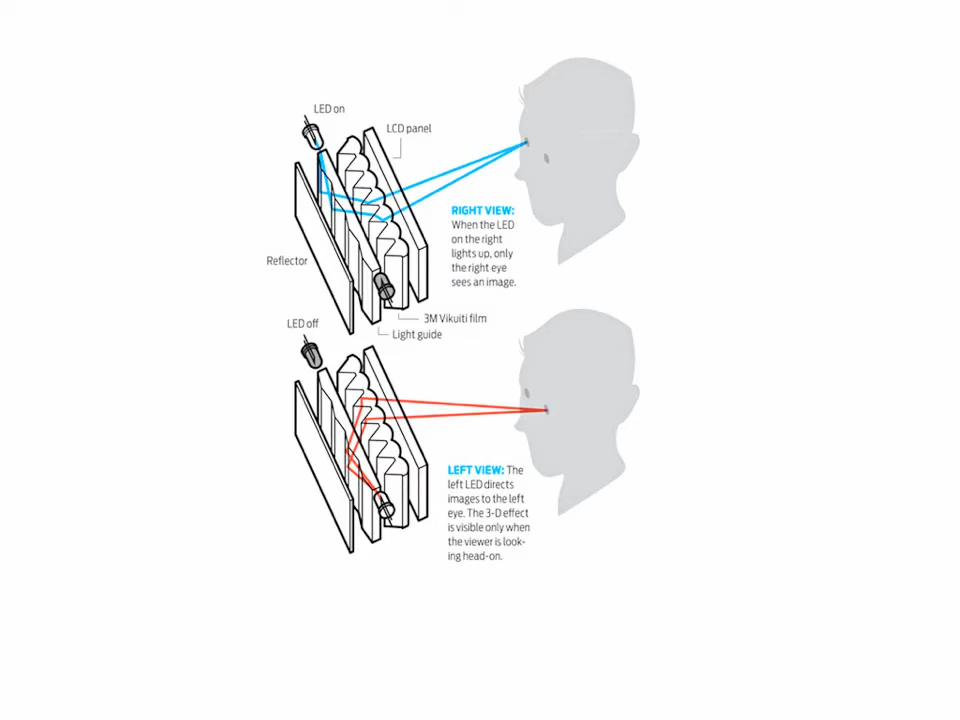 LED on
LCD panel
RIGHT VIEW:
When the LED
on the right
lights up, only
the right eye
sees an image.
Reflector
3M Vikuiti film
Light guide
LED off
LEFT VIEW: The
left LED directs
images to the left
eye. The 3-D effect
is visible only when
the viewer is look-
ing head-on.